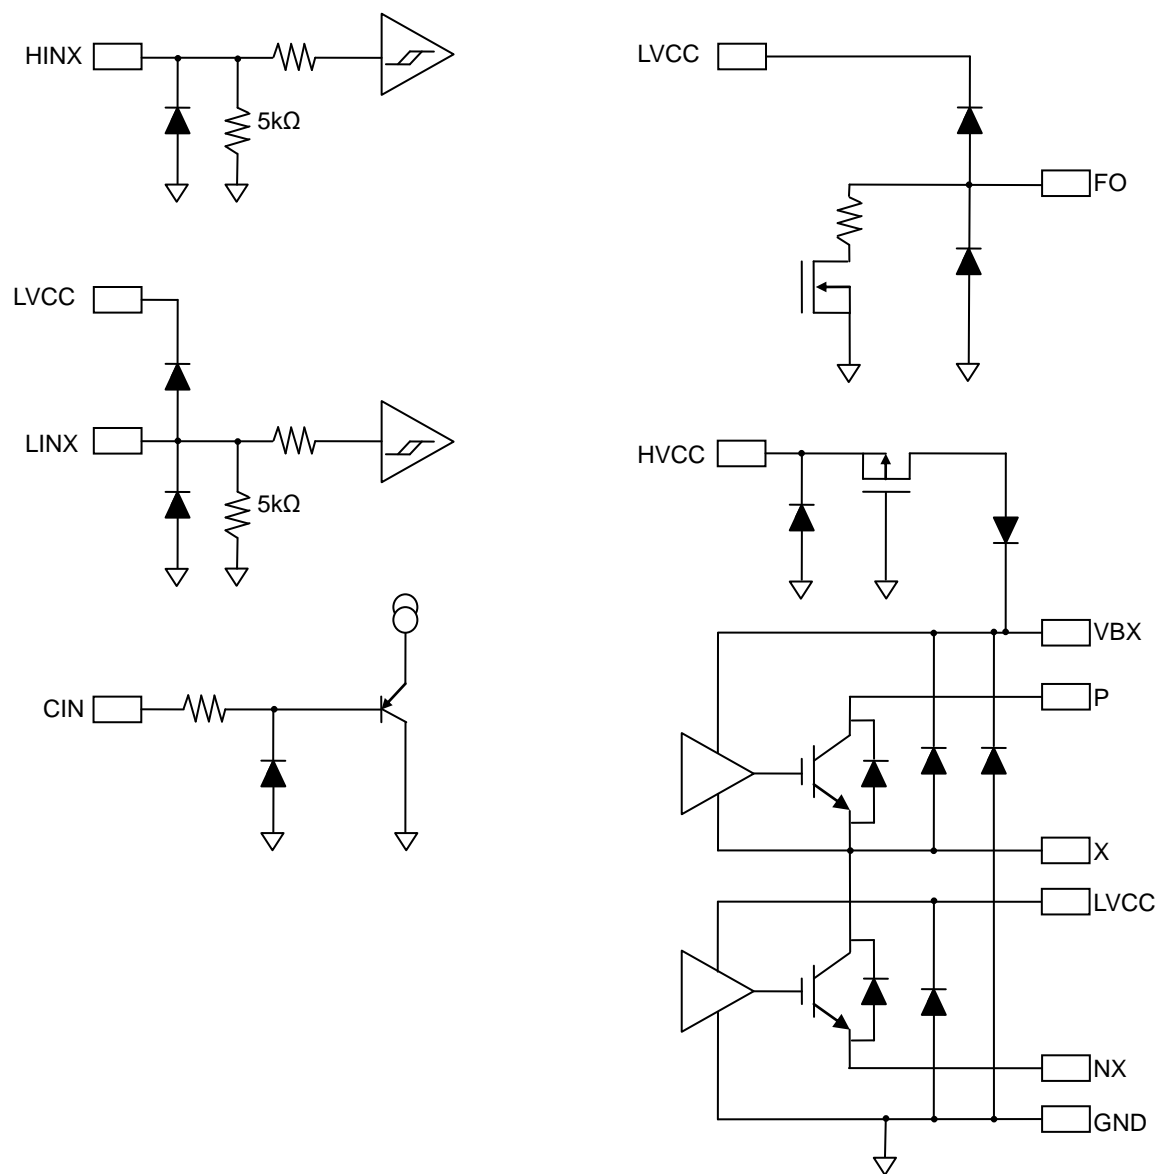 HINX
5kΩ
LVCC
LINX
5kΩ
CIN
LVCC
FO
HVCC
VBX
P
X
LVCC
NX
GND